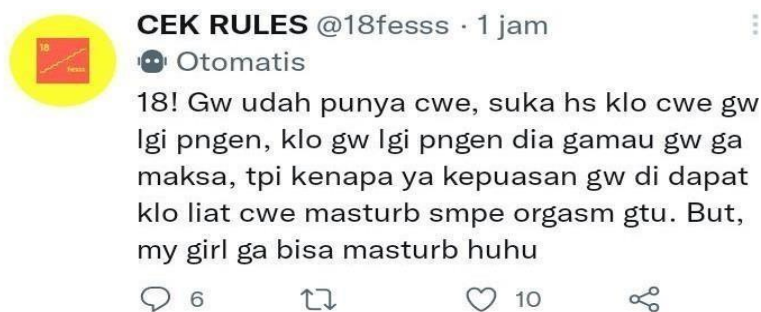 CEK RULES @18fesss · 1 jam
Otomatis
18! Gw udah punya cwe, suka hs klo cwe gw
lgi pngen, klo gw lgi pngen dia gamau gw ga
maksa, tpi kenapa ya kepuasan gw di dapat
klo liat cwe masturb smpe orgasm gtu. But,
my girl ga bisa masturb huhu
6 10
18
fesss